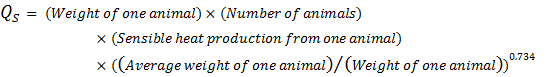 Q_S = (Weight of one animal) × (Number of animals)
× (Sensible heat production from one animal)
× ((Average weight of one animal)/(Weight of one animal))^0.734